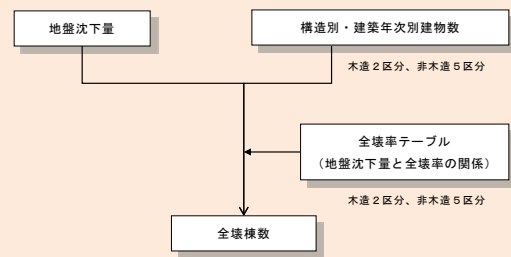 地盤沈下量
構造別・建築年次別建物数
木造２区分、非木造５区分
全壊率テーブル
（地盤沈下量と全壊率の関係）
木造２区分、非木造５区分
全壊棟数